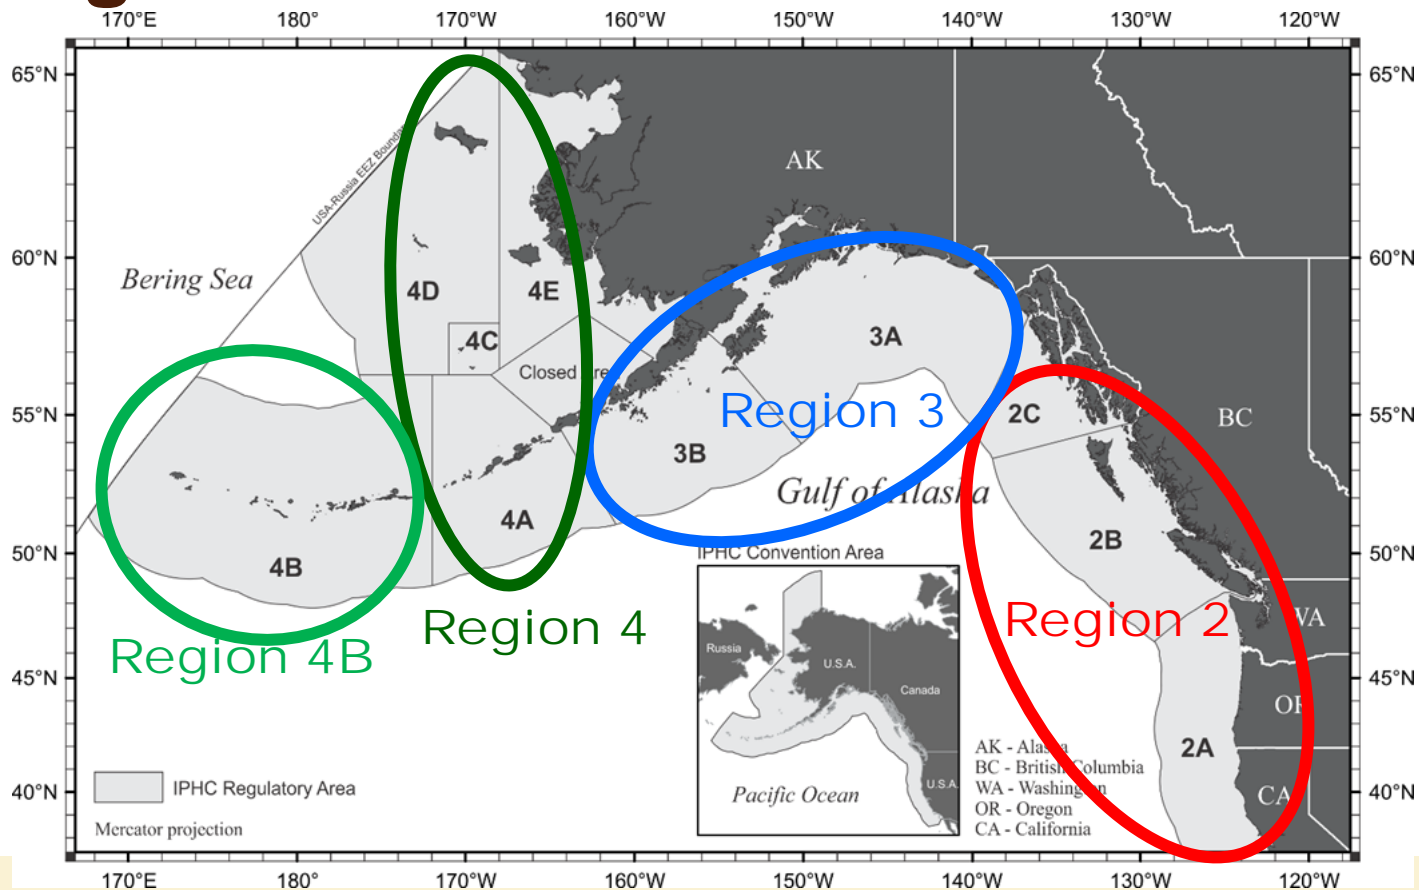 170°E 180° 170°W 160°W 150°W 140°W 130°W 120°W
65°N 65°N
USA-Russia EEZ Boundary
AK
60°N 60°N
Bering Sea
4D 4E
4C
3A
Closed Area
55°N 55°N
Region 3
2C
BC
3B
Gulf of Alaska
4A
2B
50°N 50°N
IPHC Convention Area
4B
Region 4
Region 2
WA
Region 4B
Russia
U.S.A.
Canada
45°N 45°N
OR
2A
AK - Alaska
BC - British Columbia
WA - Washington
OR - Oregon
CA - California
U.S.A.
IPHC Regulatory Area
Pacific Ocean
CA
40°N 40°N
Mercator projection
170°E 180° 170°W 160°W 150°W 140°W 130°W 120°W